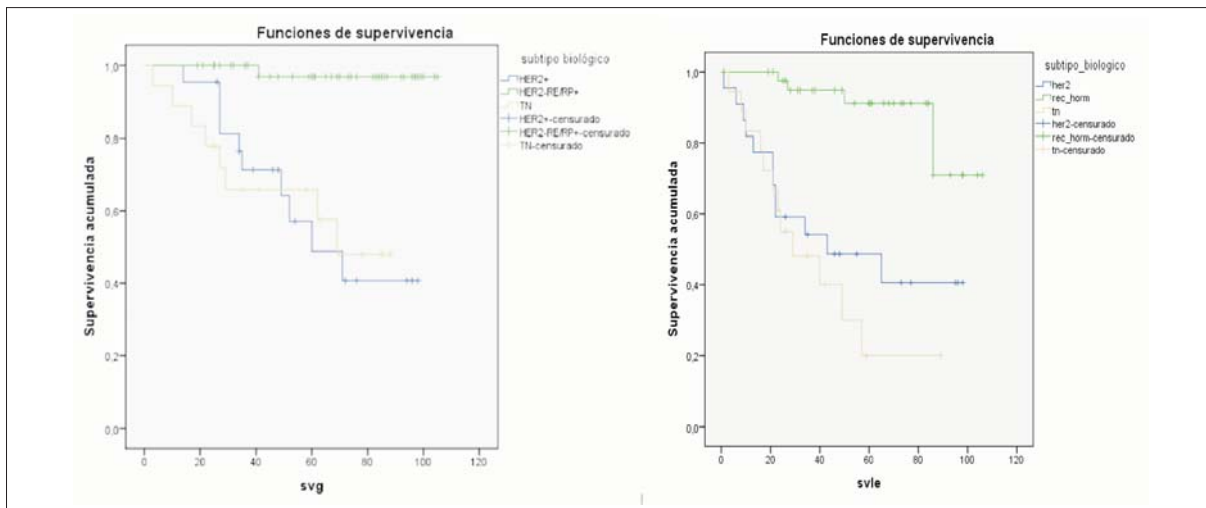 Funciones de supervivencia
subtipo biológico
HER2+
HER2-RE/RP+
TN
HER2+-censurado
HER2-RE/RP+-censurado
TN-censurado
Supervivencia acumulada
1,0
0,8
0,6
0,4
0,2
0,0
0 20 40 60 80 100 120
svg
Funciones de supervivencia
subtipo_biologico
her2
rec_horm
tn
her2-censurado
rec_horm-censurado
tn-censurado
Supervivencia acumulada
1,0
0,8
0,6
0,4
0,2
0,0
0 20 40 60 80 100 120
svle